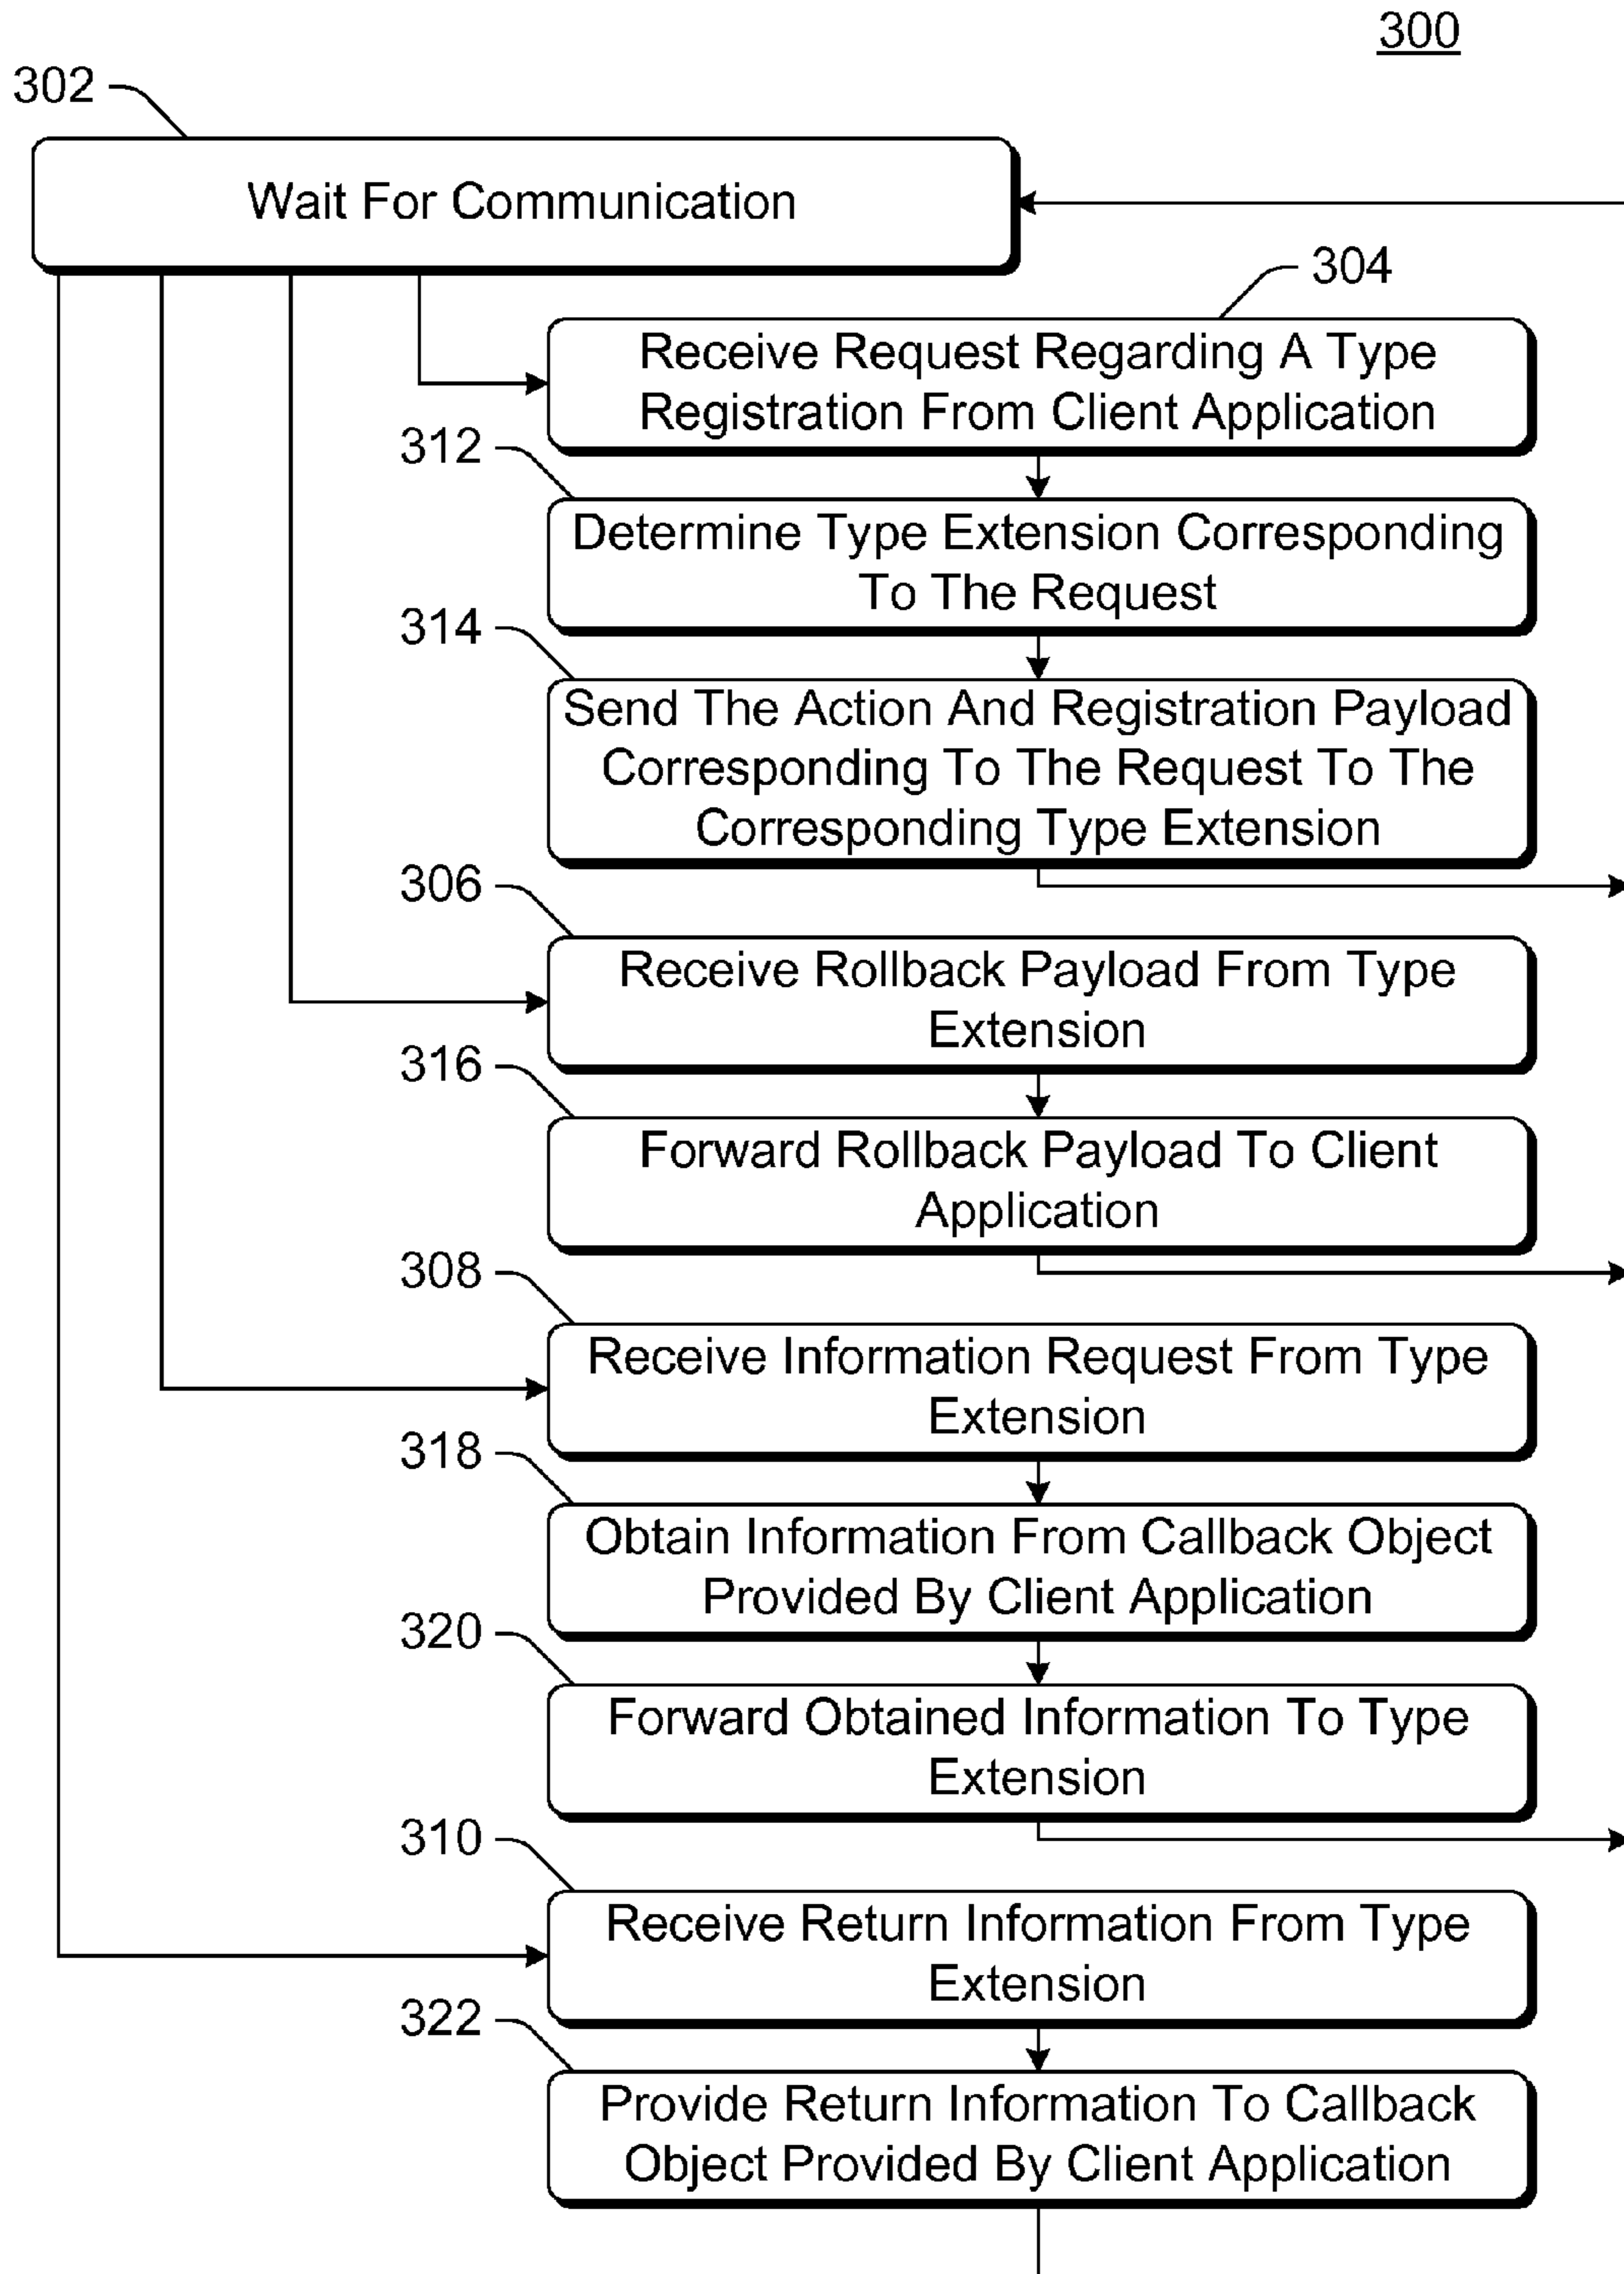 300
302
Wait For Communication
304
Receive Request Regarding A Type
Registration From Client Application
312
Determine Type Extension Corresponding
To The Request
314
Send The Action And Registration Payload
Corresponding To The Request To The
Corresponding Type Extension
306
Receive Rollback Payload From Type
Extension
316
Forward Rollback Payload To Client
Application
308
Receive Information Request From Type
Extension
318
Obtain Information From Callback Object
Provided By Client Application
320
Forward Obtained Information To Type
Extension
310
Receive Return Information From Type
Extension
322
Provide Return Information To Callback
Object Provided By Client Application